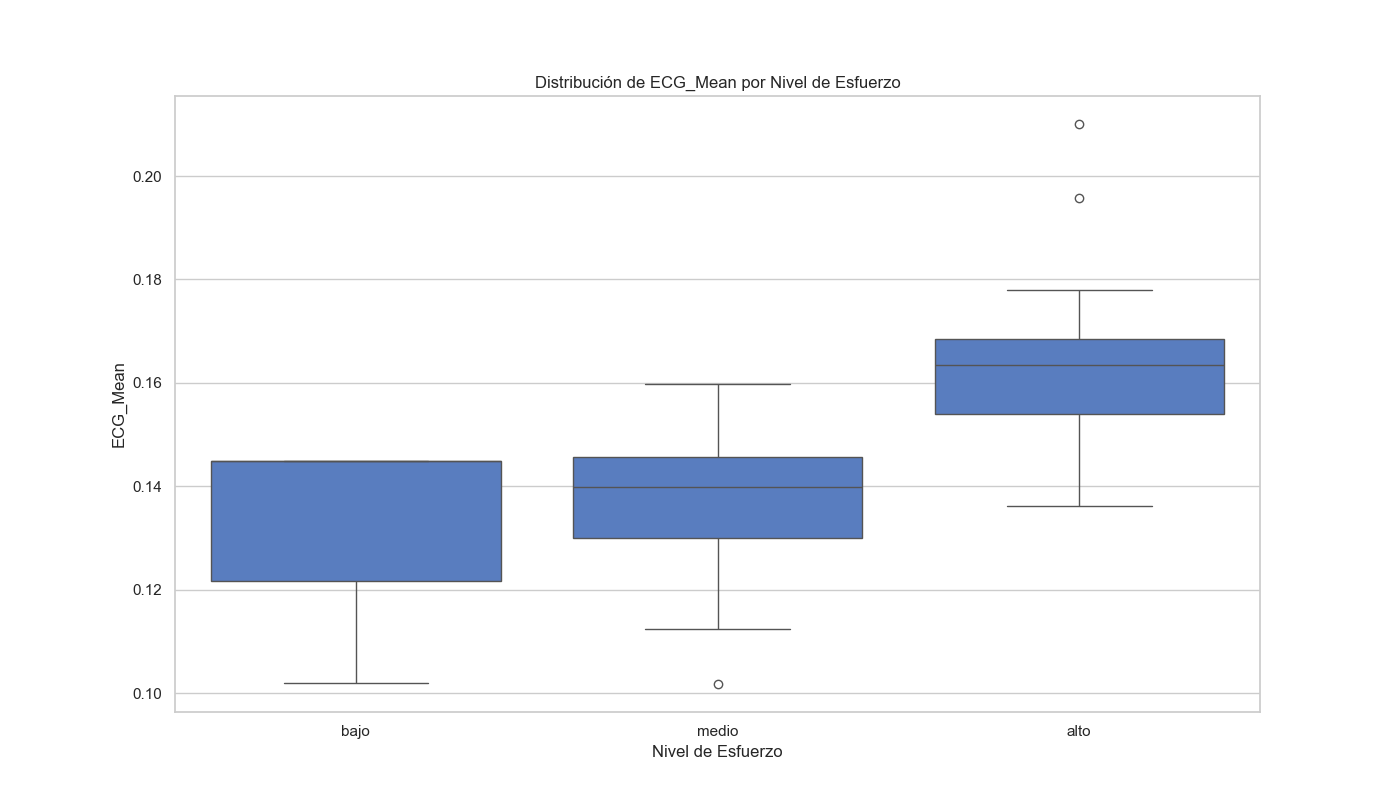 Distribución de ECG_Mean por Nivel de Esfuerzo
ECG_Mean
0.20
0.18
0.16
0.14
0.12
0.10
bajo
medio
alto
Nivel de Esfuerzo